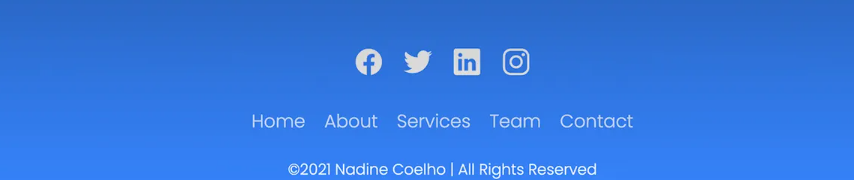 Home About Services Team Contact
©2021 Nadine Coelho | All Rights Reserved